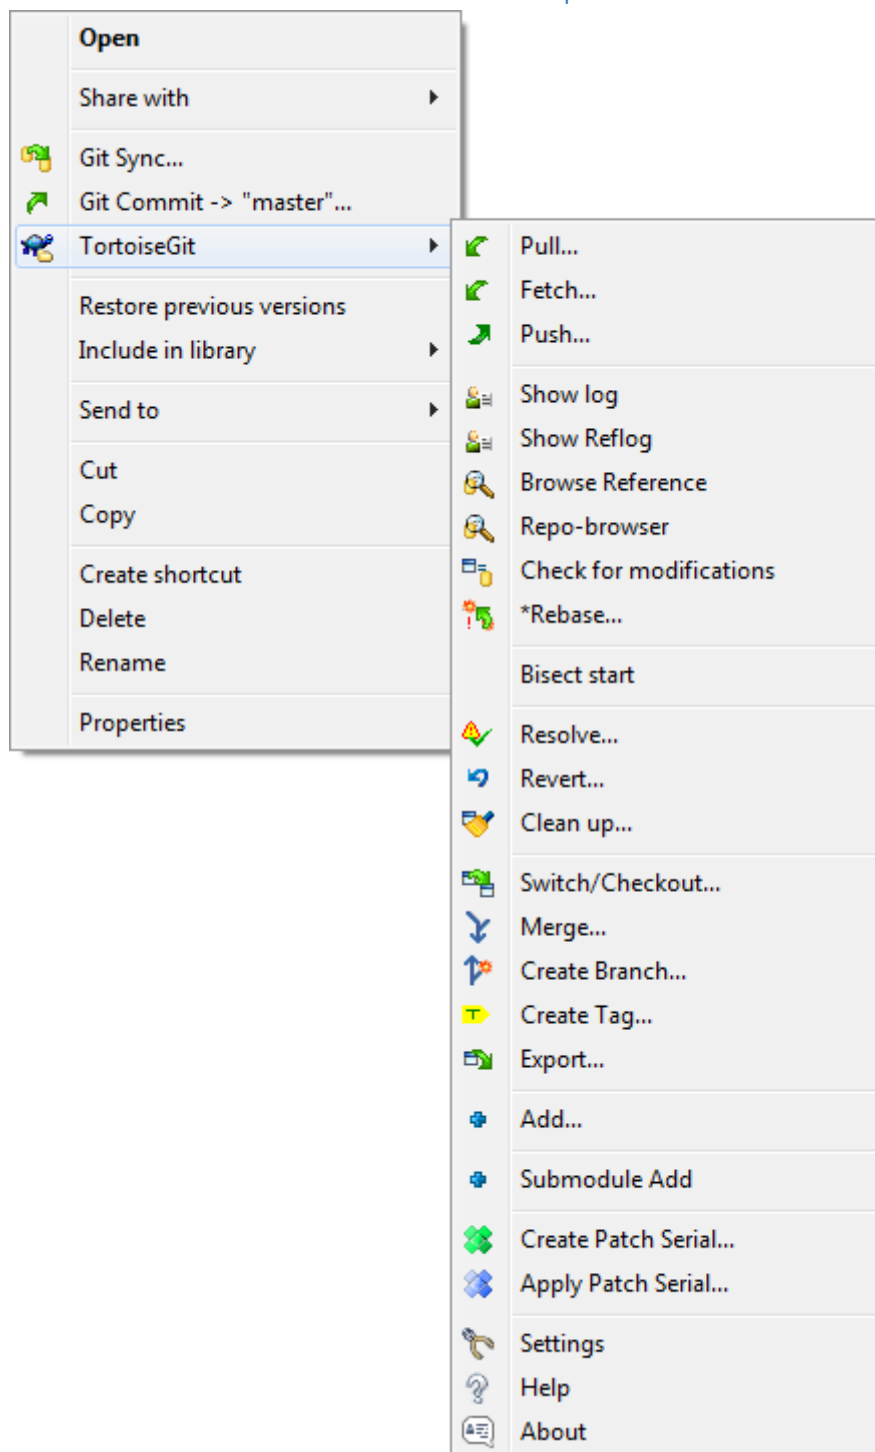 Open
Share with
Git Sync...
Git Commit -> "master"...
TortoiseGit
Restore previous versions
Include in library
Send to
Cut
Copy
Create shortcut
Delete
Rename
Properties
Pull...
Fetch...
Push...
Show log
Show Reflog
Browse Reference
Repo-browser
Check for modifications
*Rebase...
Bisect start
Resolve...
Revert...
Clean up...
Switch/Checkout...
Merge...
Create Branch...
Create Tag...
Export...
Add...
Submodule Add
Create Patch Serial...
Apply Patch Serial...
Settings
Help
About